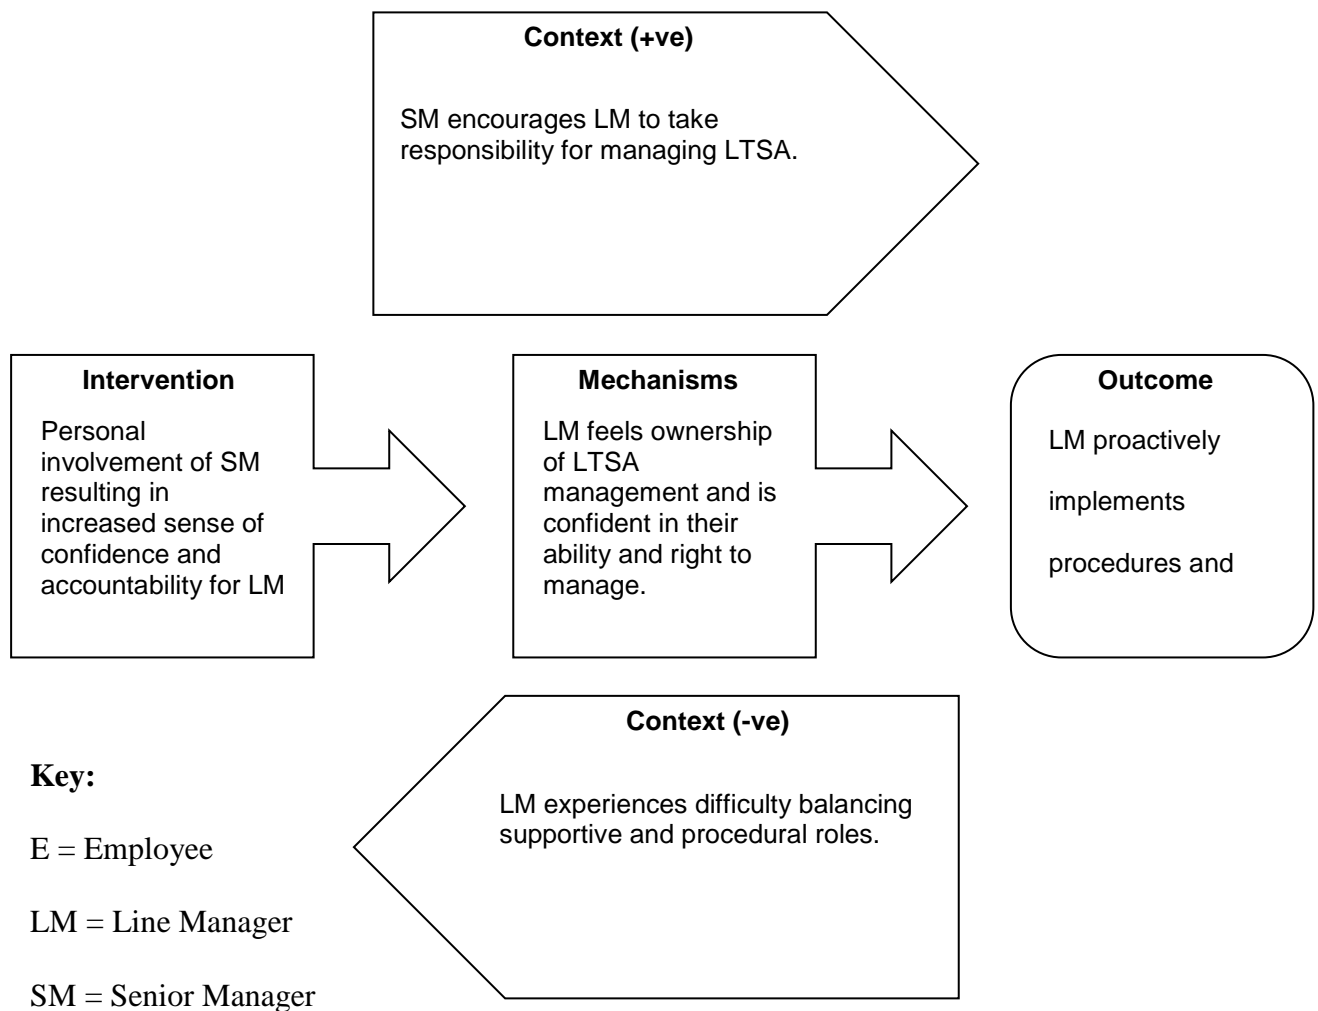 Context (+ve)
SM encourages LM to take
responsibility for managing LTSA.
Intervention
Personal
involvement of SM
resulting in
increased sense of
confidence and
accountability for LM
Mechanisms
LM feels ownership
of LTSA
management and is
confident in their
ability and right to
manage.
Outcome
LM proactively
implements
procedures and
Context (-ve)
LM experiences difficulty balancing
supportive and procedural roles.
Key:
E = Employee
LM = Line Manager
SM = Senior Manager